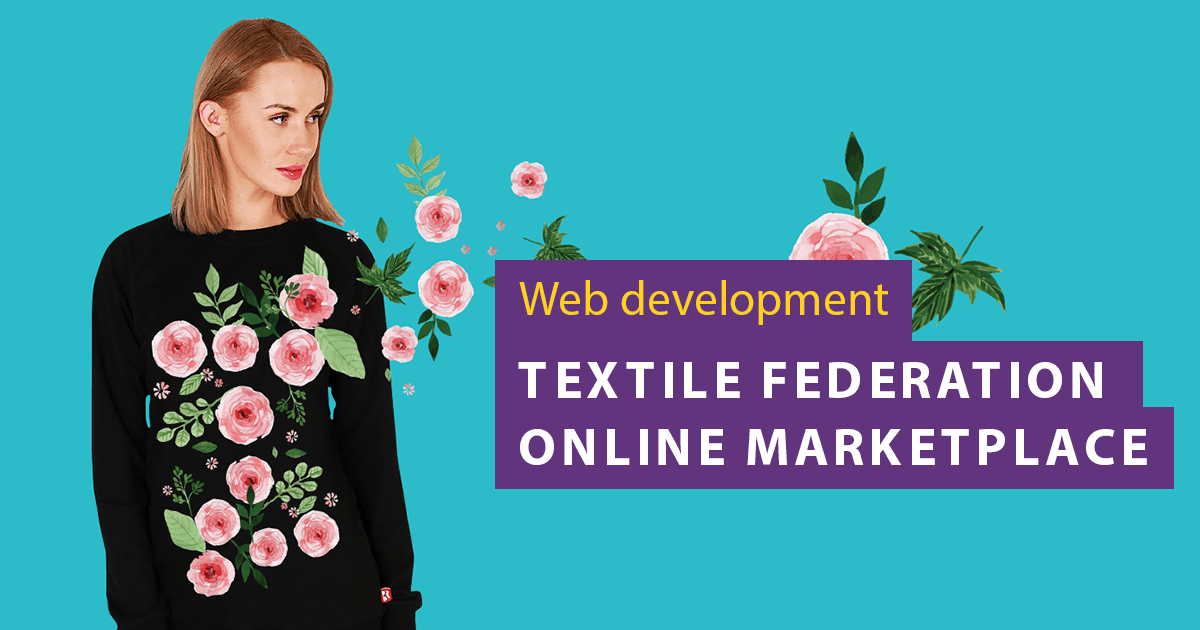 Web development
TEXTILE FEDERATION
ONLINE MARKETPLACE